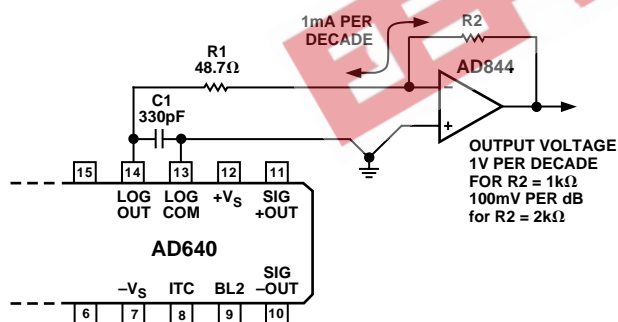 1mA PER
DECADE
R2
R1
48.7Ω
AD844
C1
330pF
–
+
OUTPUT VOLTAGE
1V PER DECADE
FOR R2 = 1kΩ
100mV PER dB
for R2 = 2kΩ
15 14 13 12 11
LOG OUT LOG COM +VS SIG +OUT
AD640
–VS ITC BL2 SIG –OUT
6 7 8 9 10